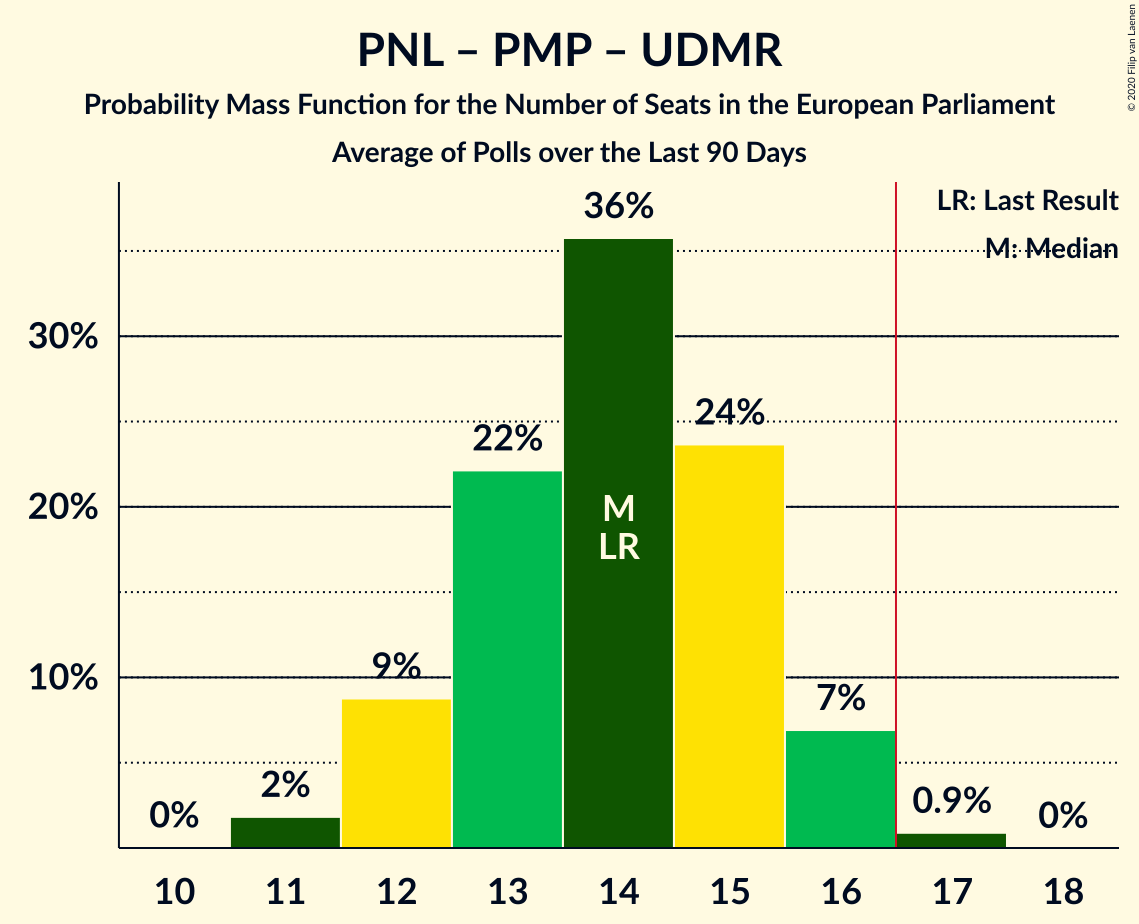 PNL – PMP – UDMR
Probability Mass Function for the Number of Seats in the European Parliament
Average of Polls over the Last 90 Days
© 2020 Filip van Laenen
LR: Last Result
M: Median
36%
30%
24%
22%
20%
M
LR
10%
9%
7%
2%
0.9%
0%
0%
10 11 12 13 14 15 16 17 18